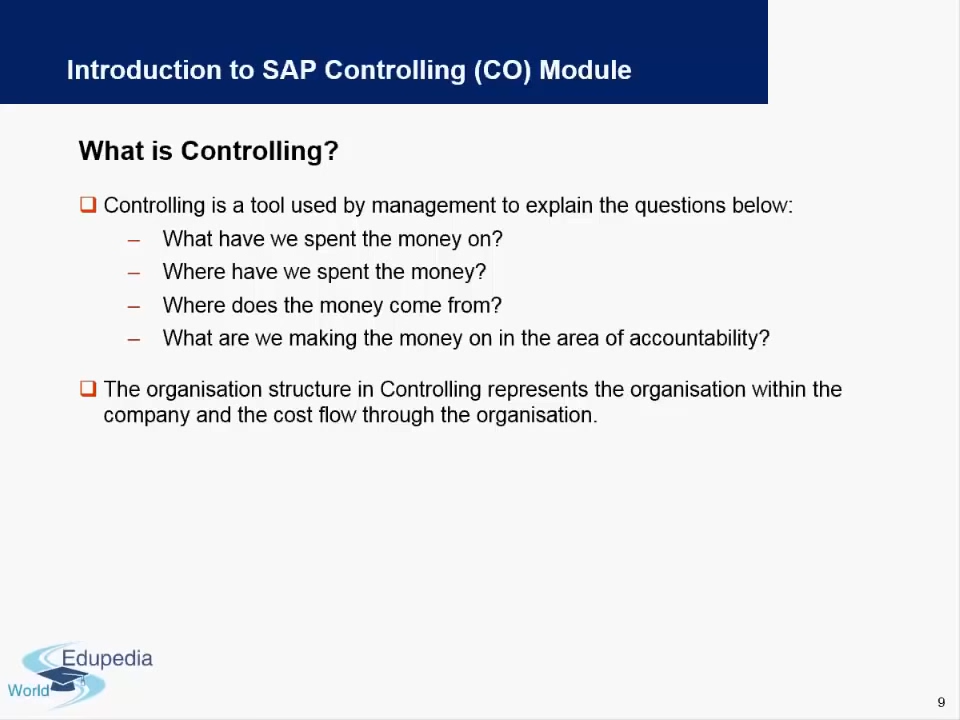 Introduction to SAP Controlling (CO) Module
What is Controlling?
Controlling is a tool used by management to explain the questions below:
– What have we spent the money on?
– Where have we spent the money?
– Where does the money come from?
– What are we making the money on in the area of accountability?
The organisation structure in Controlling represents the organisation within the
company and the cost flow through the organisation.
Edupedia
World
9